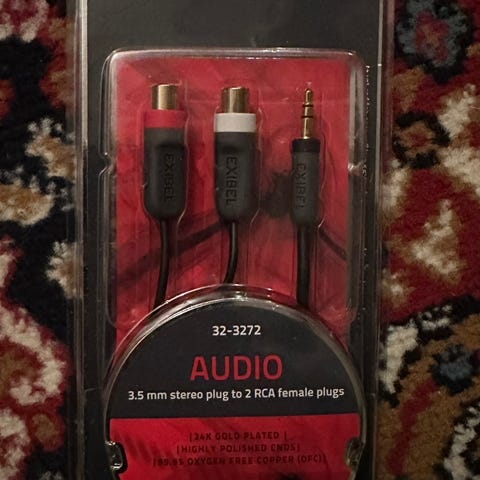 EXIBEL
EXIBEL
EXIBEL
32-3272
AUDIO
3.5 mm stereo plug to 2 RCA female plugs
|24K GOLD PLATED|
|HIGHLY POLISHED ENDS|
|99.95 OXYGEN FREE COPPER (OFC)|